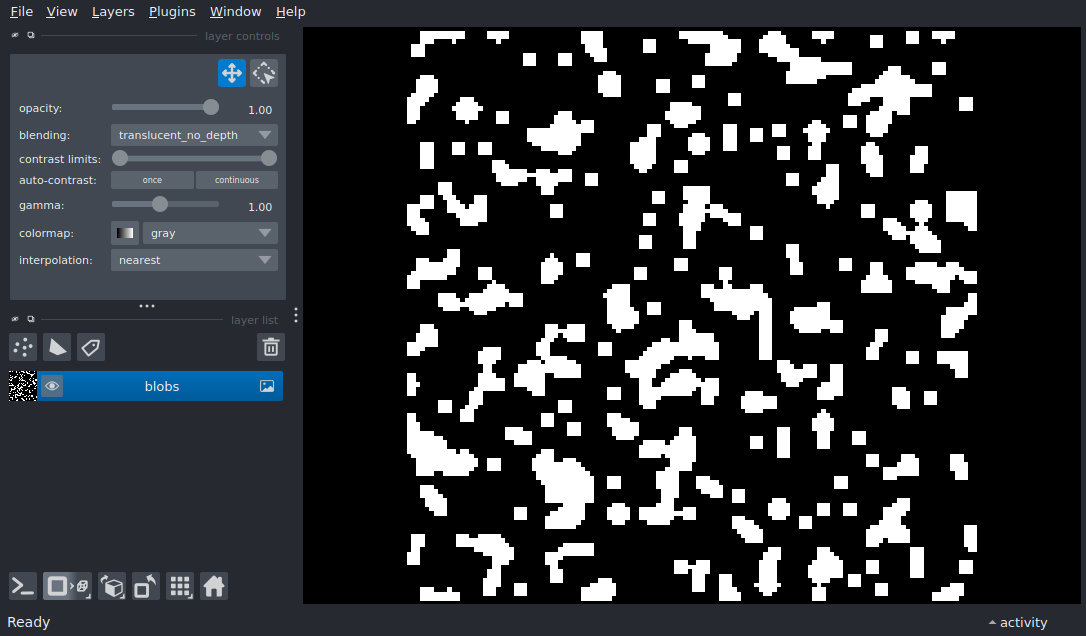 File View Layers Plugins Window Help
layer controls
opacity: 1.00
blending: translucent_no_depth
contrast limits:
auto-contrast: once continuous
gamma: 1.00
colormap: gray
interpolation: nearest
layer list
blobs
Ready activity